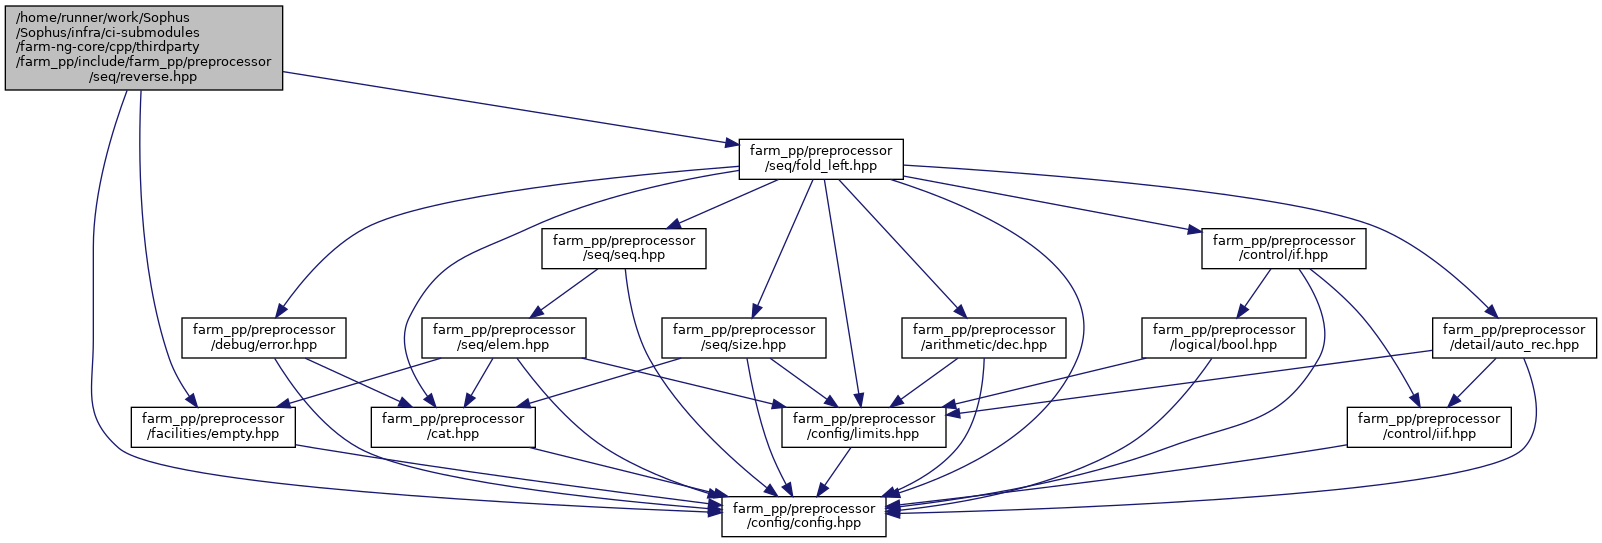 /home/runner/work/Sophus
/Sophus/infra/ci-submodules
/farm-ng-core/cpp/thirdparty
/farm_pp/include/farm_pp/preprocessor
/seq/reverse.hpp
farm_pp/preprocessor
/seq/fold_left.hpp
farm_pp/preprocessor
/seq/seq.hpp
farm_pp/preprocessor
/control/if.hpp
farm_pp/preprocessor
/debug/error.hpp
farm_pp/preprocessor
/seq/elem.hpp
farm_pp/preprocessor
/seq/size.hpp
farm_pp/preprocessor
/arithmetic/dec.hpp
farm_pp/preprocessor
/logical/bool.hpp
farm_pp/preprocessor
/detail/auto_rec.hpp
farm_pp/preprocessor
/facilities/empty.hpp
farm_pp/preprocessor
/cat.hpp
farm_pp/preprocessor
/config/limits.hpp
farm_pp/preprocessor
/control/iif.hpp
farm_pp/preprocessor
/config/config.hpp